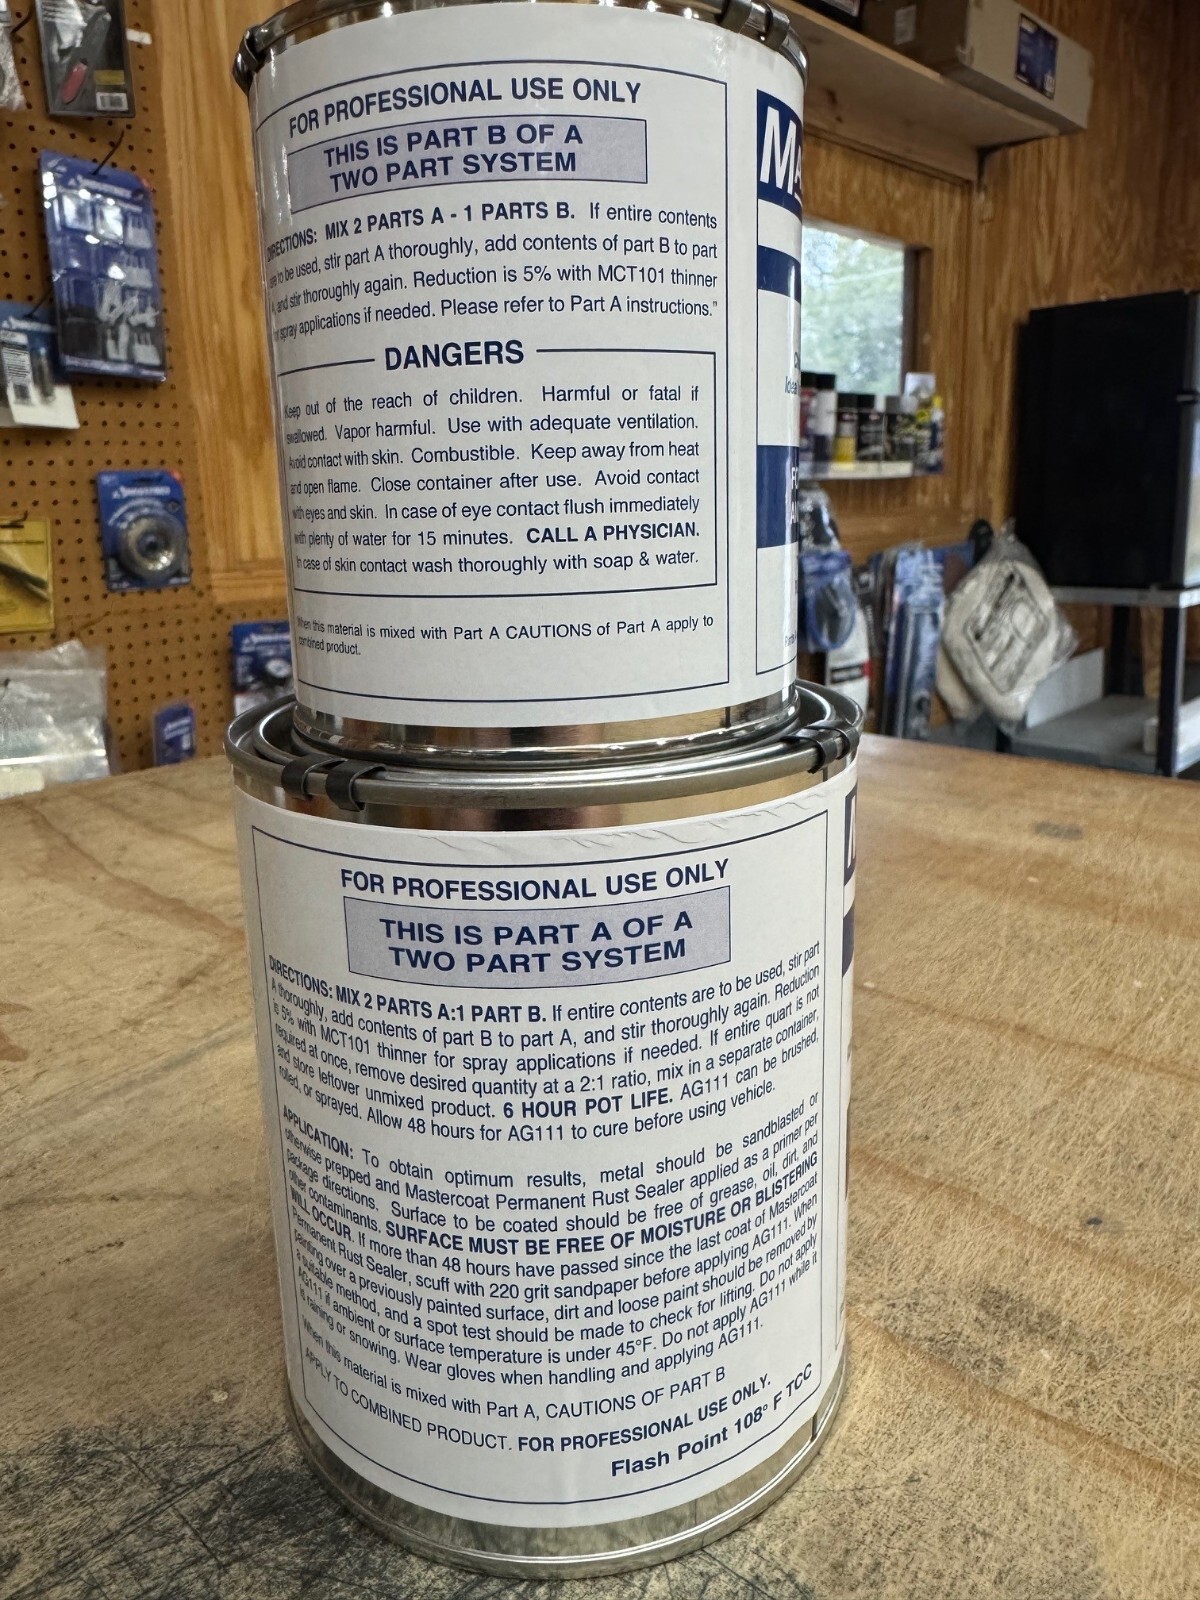 FOR PROFESSIONAL USE ONLY
THIS IS PART B OF A
TWO PART SYSTEM
DIRECTIONS: MIX 2 PARTS A - 1 PARTS B. If entire contents
are to be used, stir part A thoroughly, add contents of part B to part
A, and stir thoroughly again. Reduction is 5% with MCT101 thinner
for spray applications if needed. Please refer to Part A instructions."
DANGERS
Keep out of the reach of children. Harmful or fatal if
swallowed. Vapor harmful. Use with adequate ventilation.
Avoid contact with skin. Combustible. Keep away from heat
and open flame. Close container after use. Avoid contact
with eyes and skin. In case of eye contact flush immediately
with plenty of water for 15 minutes. CALL A PHYSICIAN.
In case of skin contact wash thoroughly with soap & water.
When this material is mixed with Part A CAUTIONS of Part A apply to
combined product.
FOR PROFESSIONAL USE ONLY
THIS IS PART A OF A
TWO PART SYSTEM
DIRECTIONS: MIX 2 PARTS A:1 PART B. If entire contents are to be used, stir part
A thoroughly, add contents of part B to part A, and stir thoroughly again. Reduction
is 5% with MCT101 thinner for spray applications if needed. If entire quart is not
required at once, remove desired quantity at a 2:1 ratio, mix in a separate container,
and store leftover unmixed product. 6 HOUR POT LIFE. AG111 can be brushed,
rolled, or sprayed. Allow 48 hours for AG111 to cure before using vehicle.
APPLICATION: To obtain optimum results, metal should be sandblasted or
otherwise prepped and Mastercoat Permanent Rust Sealer applied as a primer per
package directions. Surface to be coated should be free of grease, oil, dirt, and
other contaminants. SURFACE MUST BE FREE OF MOISTURE OR BLISTERING
WILL OCCUR. If more than 48 hours have passed since the last coat of Mastercoat
Permanent Rust Sealer, scuff with 220 grit sandpaper before applying AG111. When
painting over a previously painted surface, dirt and loose paint should be removed by
a suitable method, and a spot test should be made to check for lifting. Do not apply
AG111 if ambient or surface temperature is under 45°F. Do not apply AG111 while it
is raining or snowing. Wear gloves when handling and applying AG111.
When this material is mixed with Part A, CAUTIONS OF PART B
APPLY TO COMBINED PRODUCT. FOR PROFESSIONAL USE ONLY.
Flash Point 108° F TCC